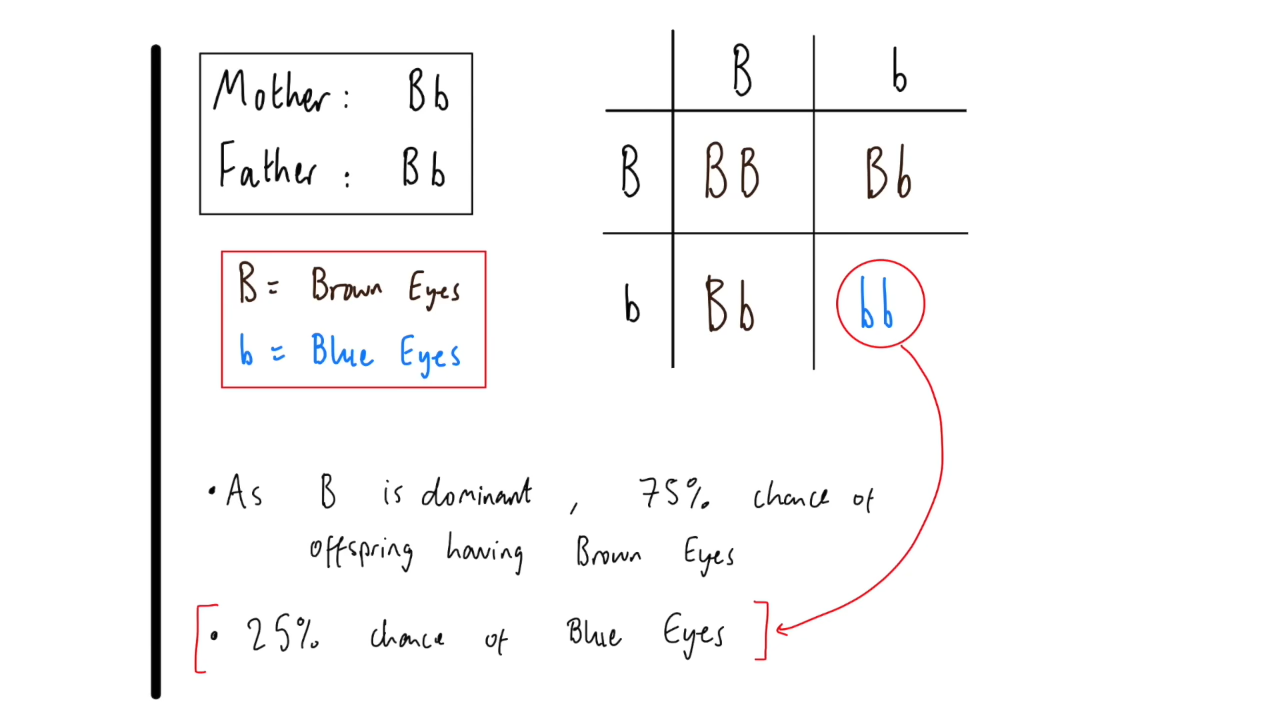 Mother: Bb
Father: Bb
B = Brown Eyes
b = Blue Eyes
B b
B BB Bb
b Bb bb
• As B is dominant, 75% chance of
offspring having Brown Eyes
[• 25% chance of Blue Eyes]